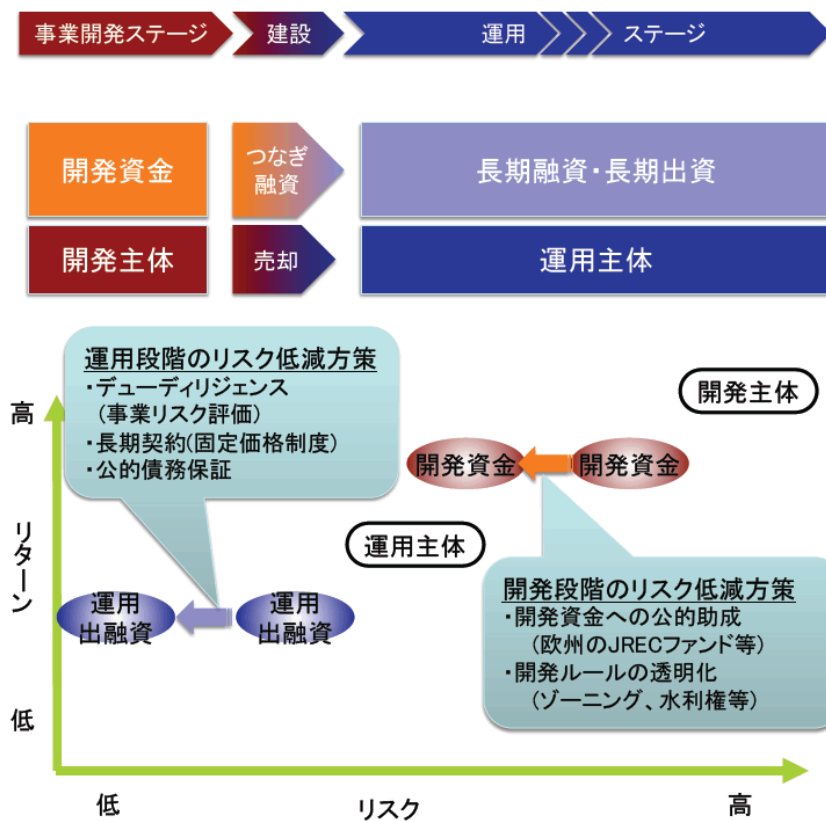 事業開発ステージ
建設
運用
ステージ
開発資金
つなぎ
融資
長期融資・長期出資
開発主体
売却
運用主体
運用段階のリスク低減方策
・デューディリジェンス
(事業リスク評価)
・長期契約(固定価格制度)
・公的債務保証
高
リターン
低
開発主体
開発資金
開発資金
運用主体
運用
出融資
運用
出融資
開発段階のリスク低減方策
・開発資金への公的助成
(欧州のJRECファンド等)
・開発ルールの透明化
(ゾーニング、水利権等)
低
リスク
高